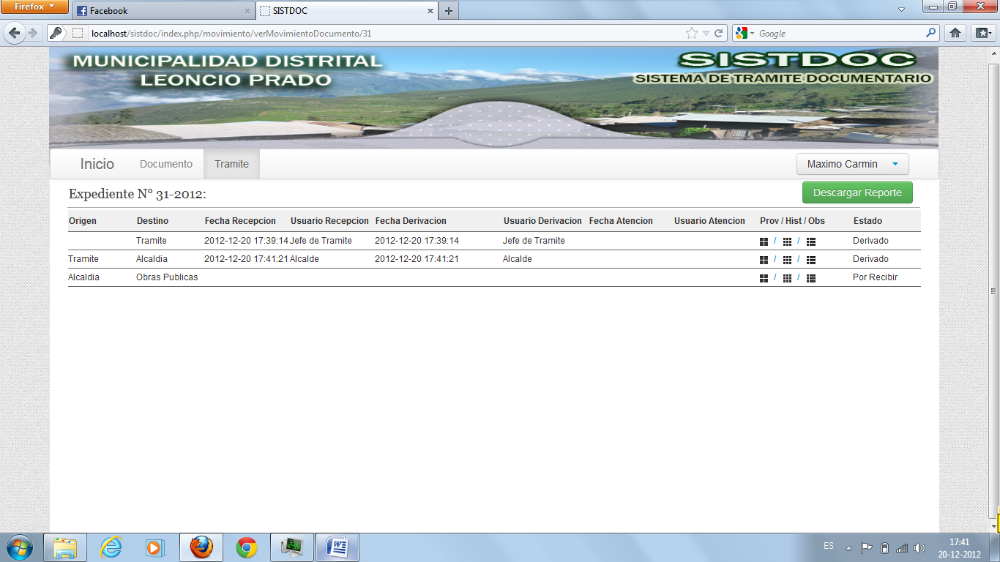 Firefox
Facebook
SISTDOC
localhost/sistdoc/index.php/movimento/verMovimientoDocumento/31
Google
MUNICIPALIDAD DISTRITAL
LEONCIO PRADO
SISTDOC
SISTEMA DE TRAMITE DOCUMENTARIO
Inicio Documento Tramite Maximo Carmin
Expediente N° 31-2012: Descargar Reporte
Origen Destino Fecha Recepcion Usuario Recepcion Fecha Derivacion Usuario Derivacion Fecha Atencion Usuario Atencion Prov / Hist / Obs Estado
Tramite 2012-12-20 17:39:14 Jefe de Tramite 2012-12-20 17:39:14 Jefe de Tramite / / Derivado
Tramite Alcaldia 2012-12-20 17:41:21 Alcalde 2012-12-20 17:41:21 Alcalde / / Derivado
Alcaldia Obras Publicas / / Por Recibir
ES
17:41
20-12-2012